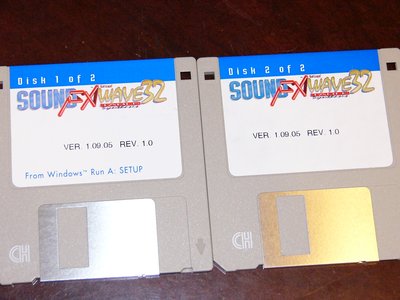 Disk 1 of 2
SOUND FX WAVE 32
VER. 1.09.05 REV. 1.0
From Windows™ Run A: SETUP
Disk 2 of 2
SOUND FX WAVE 32
VER. 1.09.05 REV. 1.0